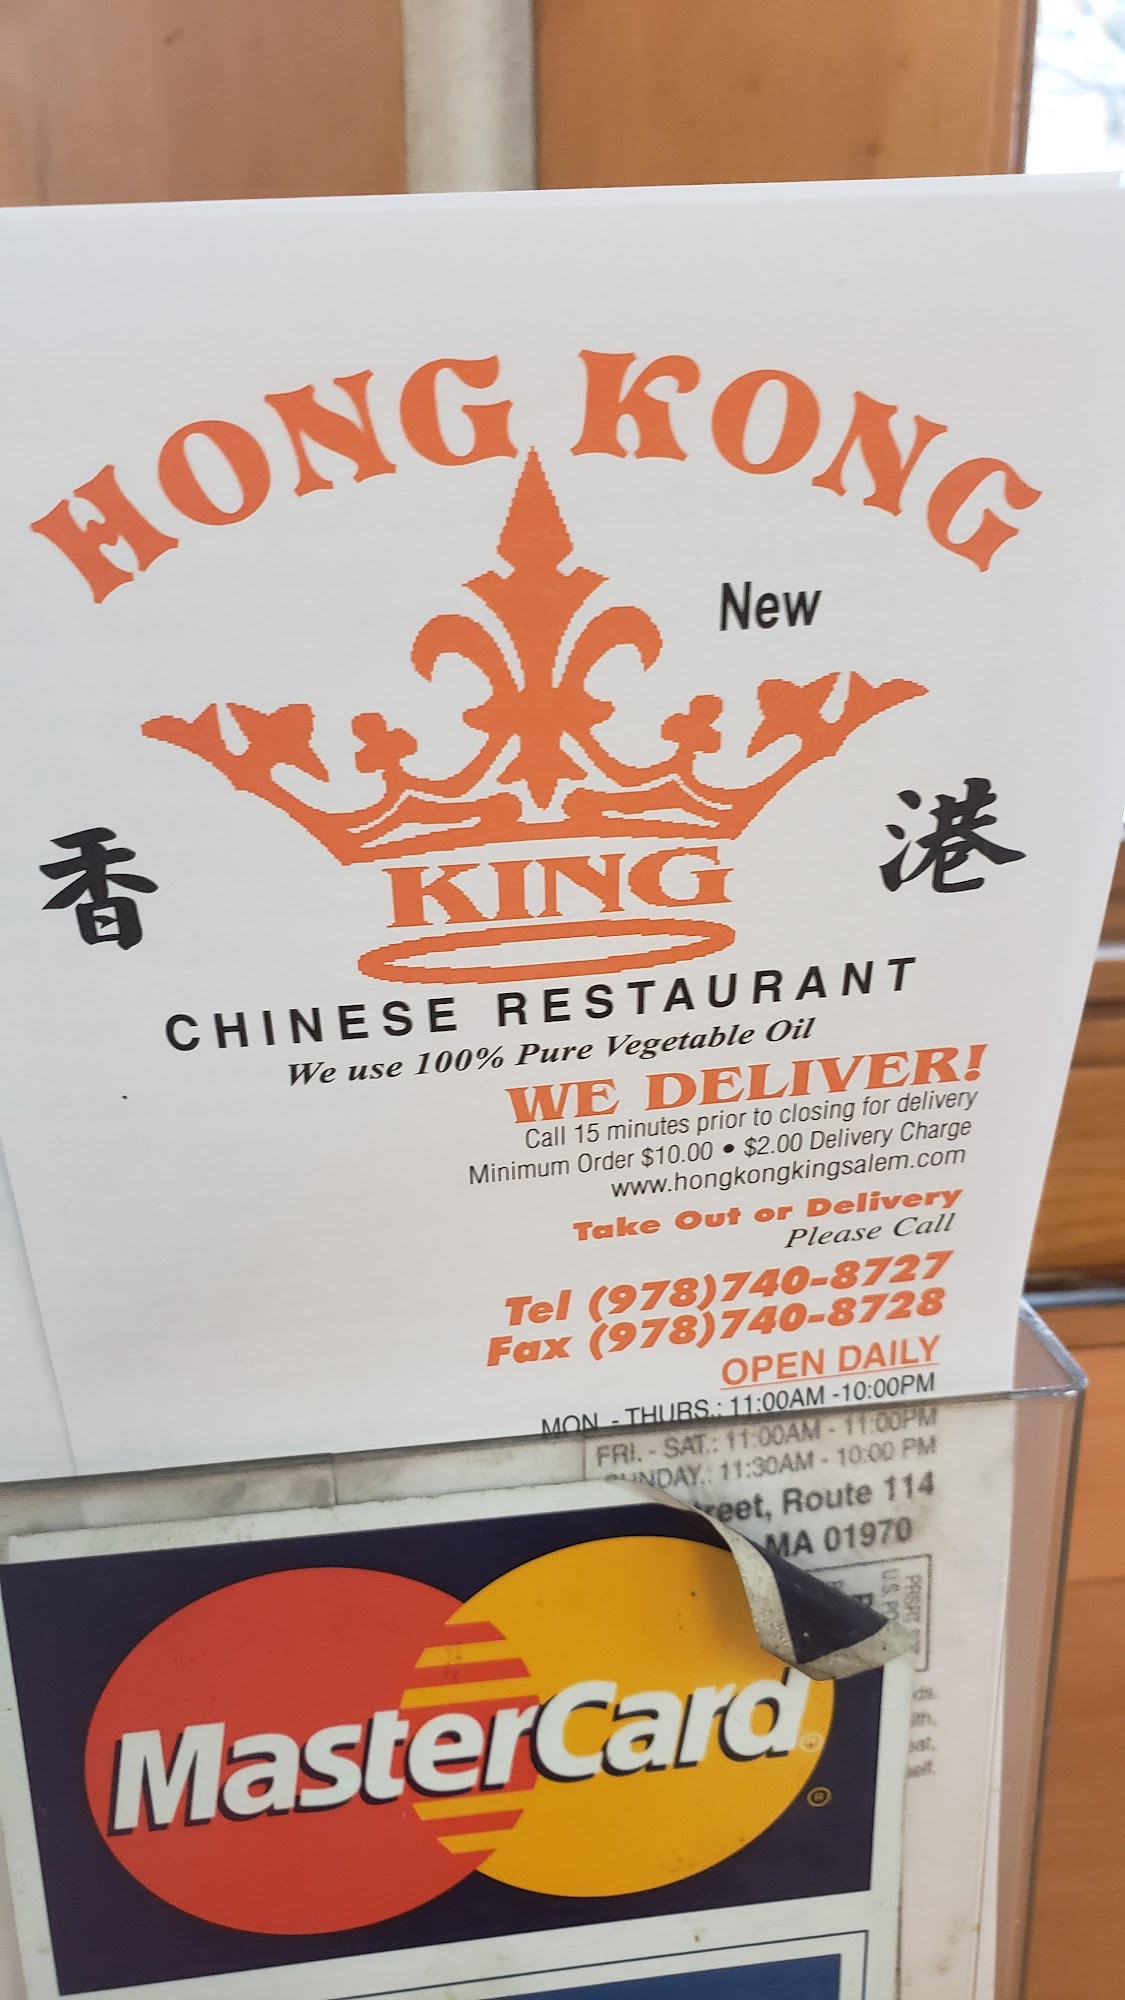 HONG KONG
New
香 港
KING
CHINESE RESTAURANT
We use 100% Pure Vegetable Oil
WE DELIVER!
Call 15 minutes prior to closing for delivery
Minimum Order $10.00 • $2.00 Delivery Charge
www.hongkongkingsalem.com
Take Out or Delivery
Please Call
Tel (978)740-8727
Fax (978)740-8728
OPEN DAILY
MON. - THURS.: 11:00AM -10:00PM
FRI. - SAT.: 11:00AM - 11:00PM
SUNDAY.: 11:30AM - 10:00 PM
Route 114
MA 01970
MasterCard